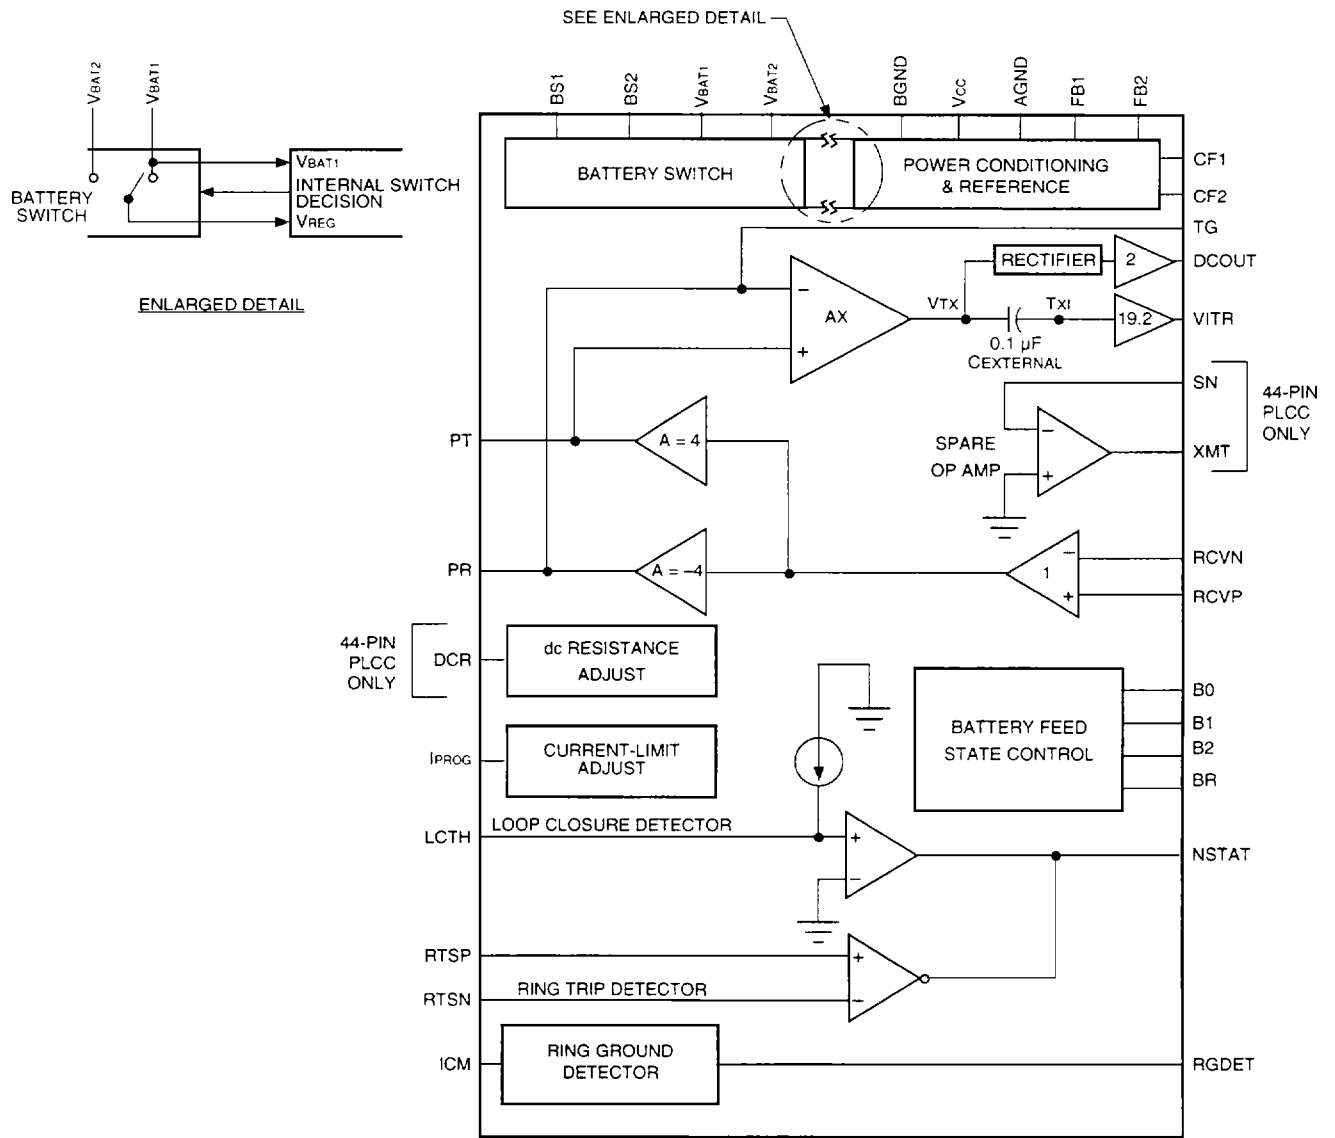 SEE ENLARGED DETAIL
VBAT2
VBAT1
BS1
BS2
VBAT1
VBAT2
BGND
VCC
AGND
FB1
FB2
VBAT1
INTERNAL SWITCH
DECISION
VREG
BATTERY
SWITCH
ENLARGED DETAIL
BATTERY SWITCH
POWER CONDITIONING
& REFERENCE
CF1
CF2
TG
RECTIFIER
2
DCOUT
−
AX
+
VTX
TXI
0.1 µF
CEXTERNAL
19.2
VITR
SN
44-PIN
PLCC
ONLY
−
SPARE
OP AMP
+
XMT
PT
A = 4
PR
A = −4
1
−
+
RCVN
RCVP
44-PIN
PLCC
ONLY
DCR
dc RESISTANCE
ADJUST
IPROG
CURRENT-LIMIT
ADJUST
BATTERY FEED
STATE CONTROL
B0
B1
B2
BR
LCTH
LOOP CLOSURE DETECTOR
+
−
NSTAT
RTSP
+
RTSN
RING TRIP DETECTOR
−
ICM
RING GROUND
DETECTOR
RGDET